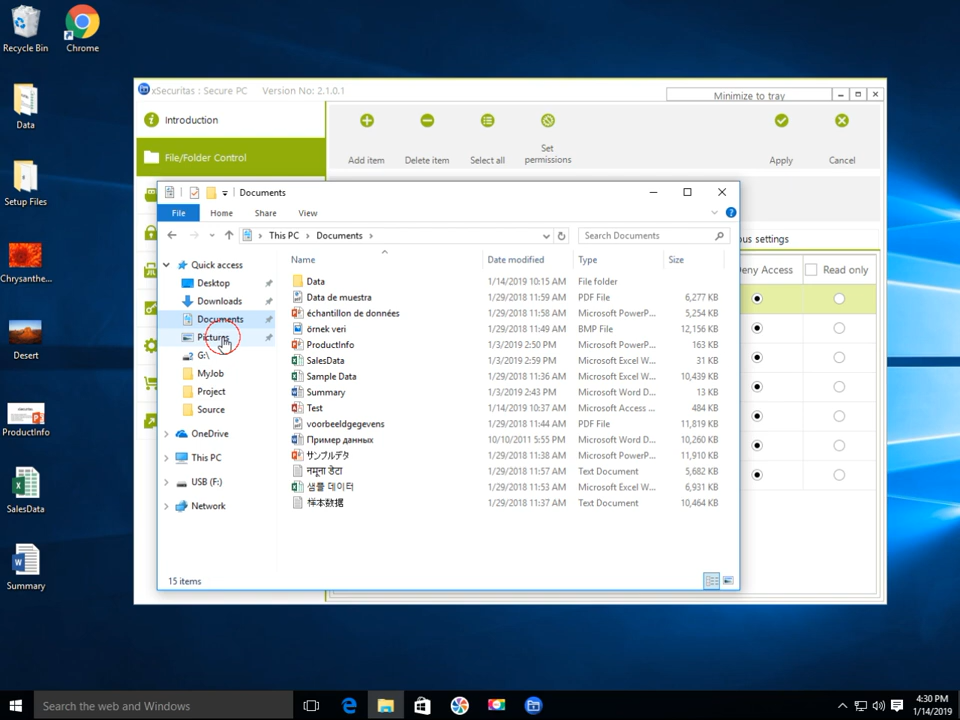 Recycle Bin
Chrome
Data
Setup Files
Chrysanthe...
Desert
ProductInfo
SalesData
Summary
xSecuritas : Secure PC Version No: 2.1.0.1
Minimize to tray
Introduction
File/Folder Control
Add item
Delete item
Select all
Set permissions
Apply
Cancel
ous settings
eny Access
Read only
Documents
File Home Share View
This PC > Documents >
Search Documents
Quick access
Desktop
Downloads
Documents
Pictures
G:\
MyJob
Project
Source
OneDrive
This PC
USB (F:)
Network
Name Date modified Type Size
Data 1/14/2019 10:15 AM File folder
Data de muestra 1/29/2018 11:59 AM PDF File 6,277 KB
échantillon de données 1/29/2018 11:58 AM Microsoft PowerP... 5,254 KB
örnek veri 1/29/2018 11:49 AM BMP File 12,156 KB
ProductInfo 1/3/2019 2:50 PM Microsoft PowerP... 163 KB
SalesData 1/3/2019 2:59 PM Microsoft Excel W... 31 KB
Sample Data 1/29/2018 11:36 AM Microsoft Excel W... 10,439 KB
Summary 1/3/2019 2:43 PM Microsoft Word D... 13 KB
Test 1/14/2019 10:37 AM Microsoft Access ... 484 KB
voorbeeldgegevens 1/29/2018 11:44 AM PDF File 11,819 KB
Пример данных 10/10/2011 5:55 PM Microsoft Word D... 10,260 KB
サンプルデータ 1/29/2018 11:38 AM Microsoft PowerP... 11,910 KB
नमूना डेटा 1/29/2018 11:57 AM Text Document 5,682 KB
샘플 데이터 1/29/2018 11:53 AM Microsoft Excel W... 6,931 KB
样本数据 1/29/2018 11:37 AM Text Document 10,464 KB
15 items
Search the web and Windows
4:30 PM
1/14/2019